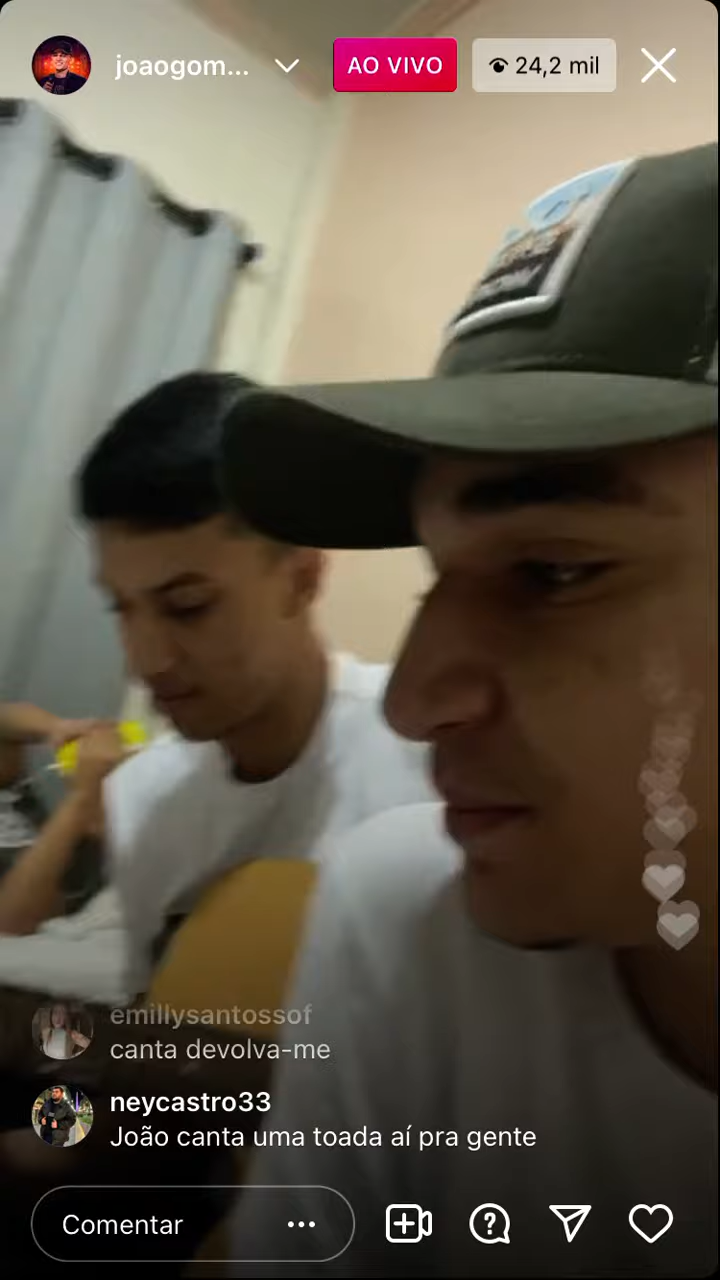 joaogom...
AO VIVO
24,2 mil
emillysantossof
canta devolva-me
neycastro33
João canta uma toada aí pra gente
Comentar